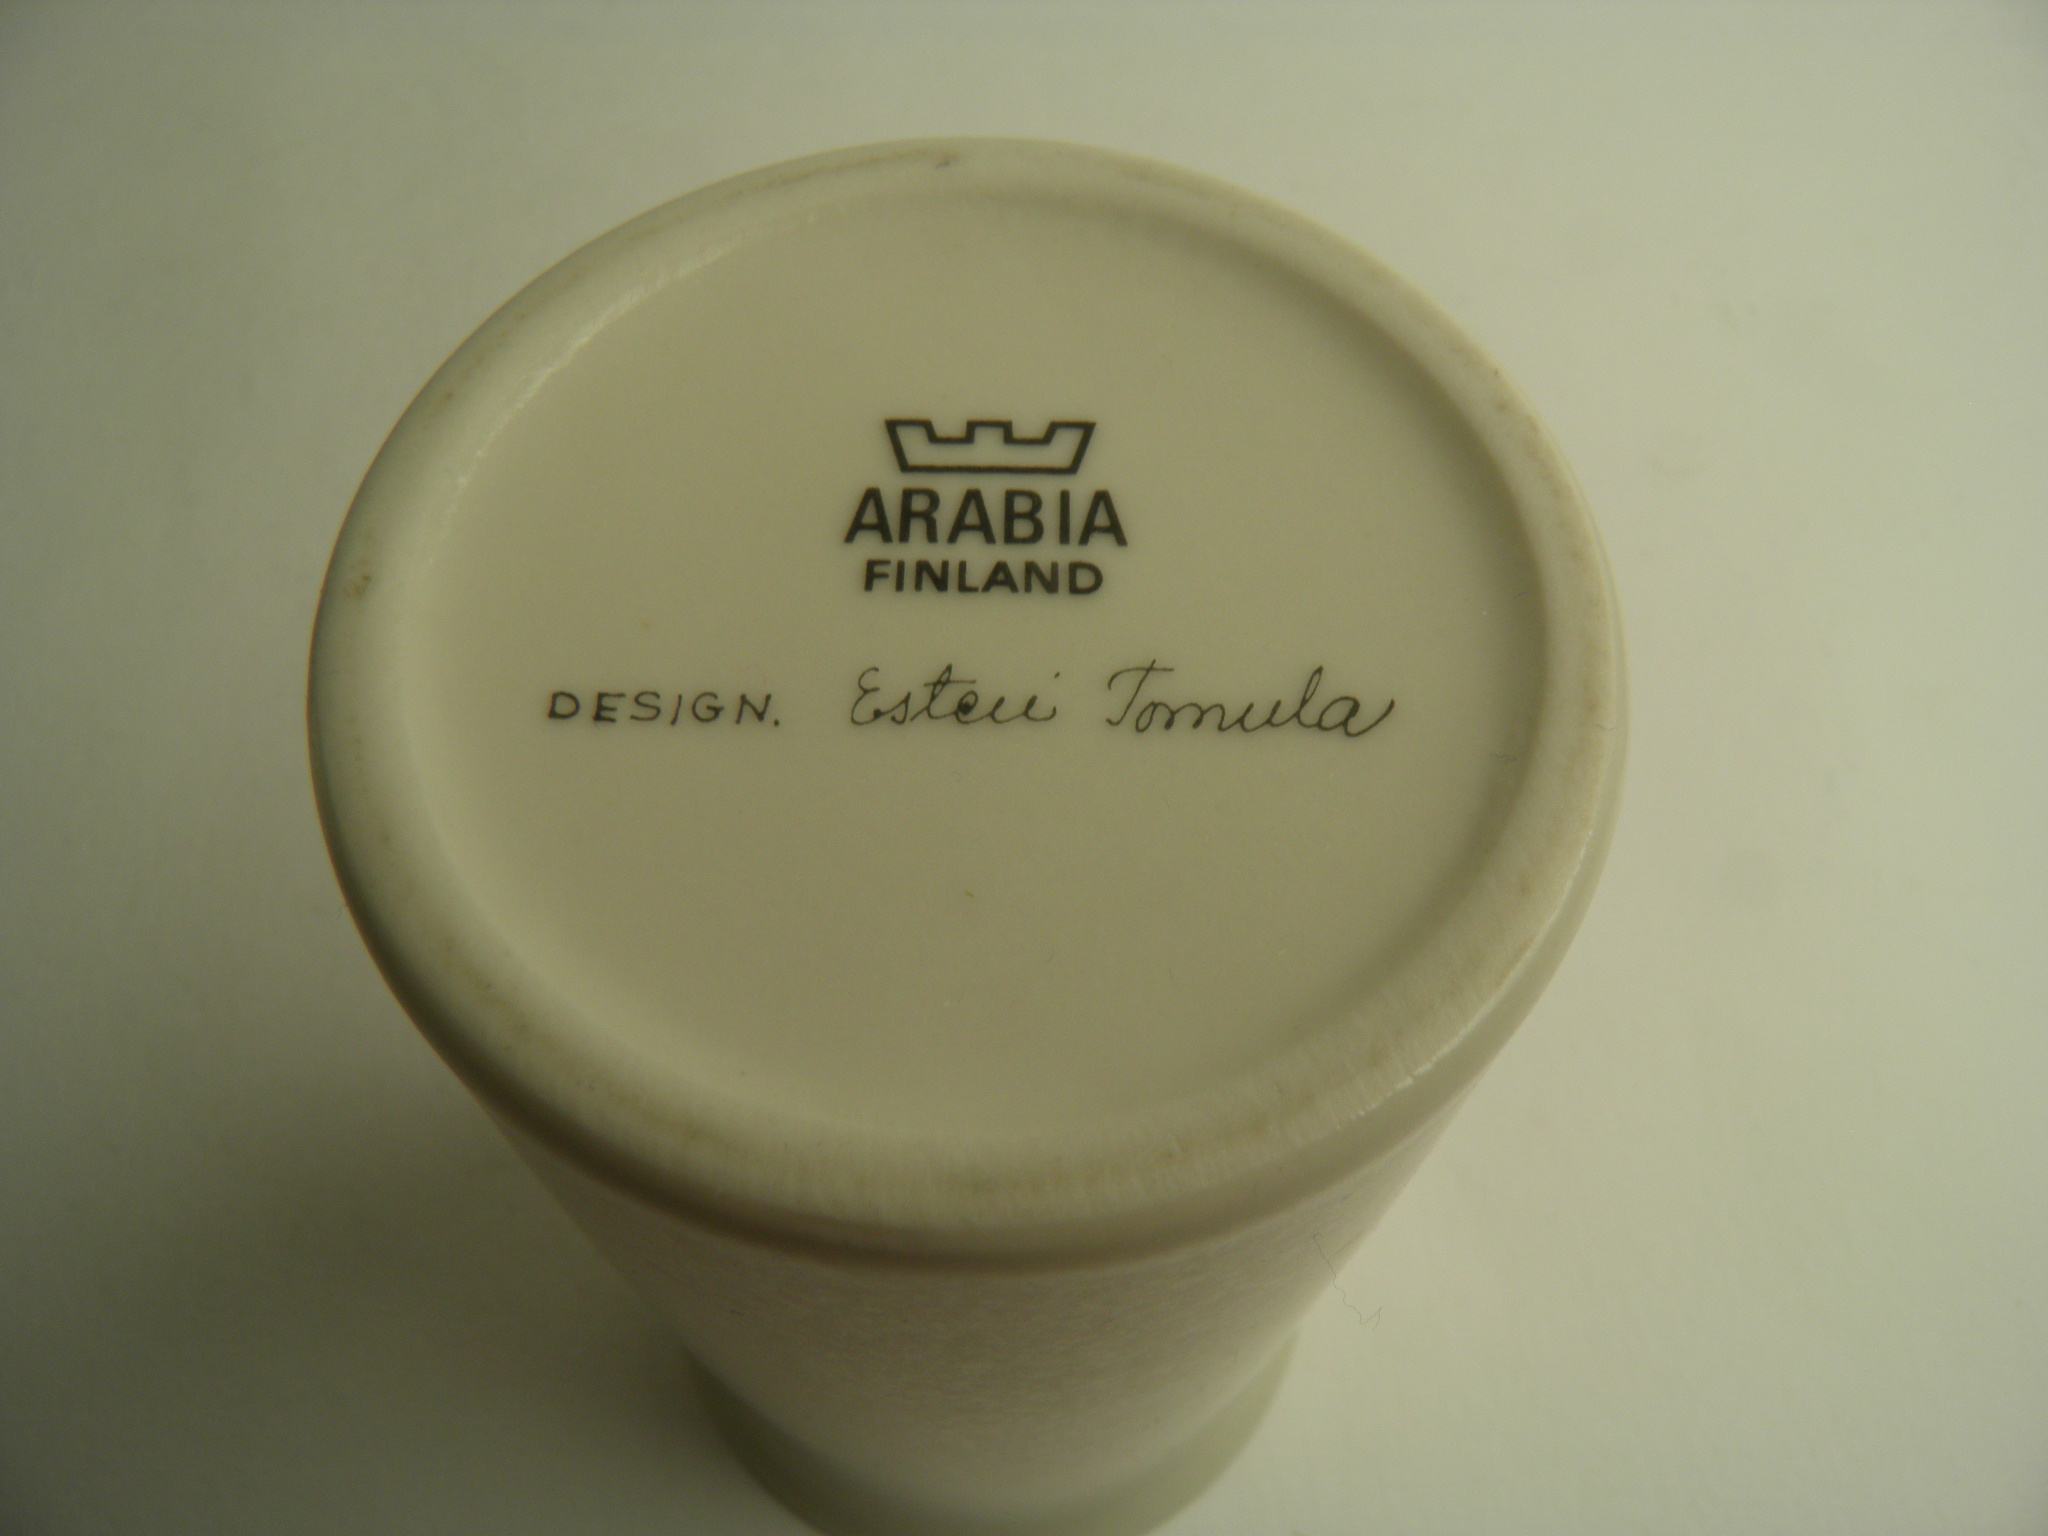 ARABIA
FINLAND
DESIGN. Esteri Tomula